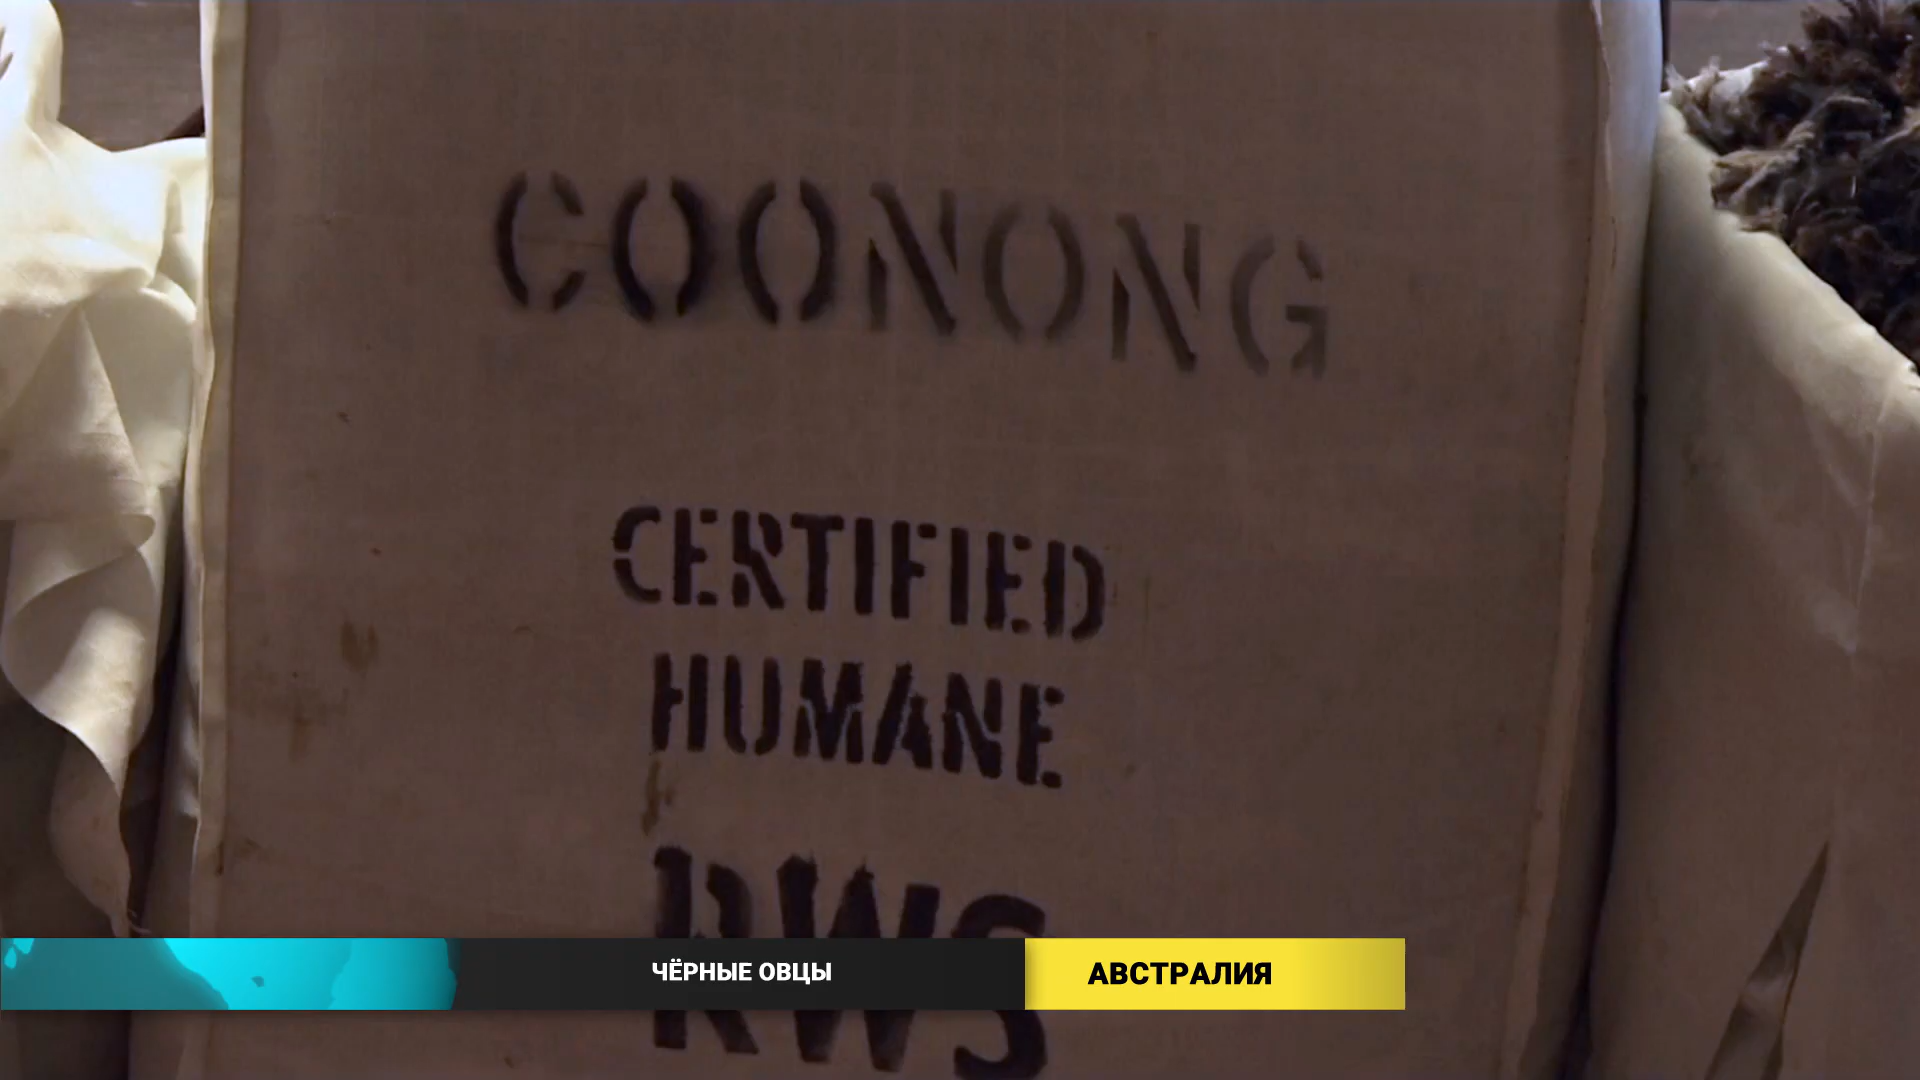 COONONG
CERTIFIED
HUMANE
RWS
ЧЁРНЫЕ ОВЦЫ
АВСТРАЛИЯ